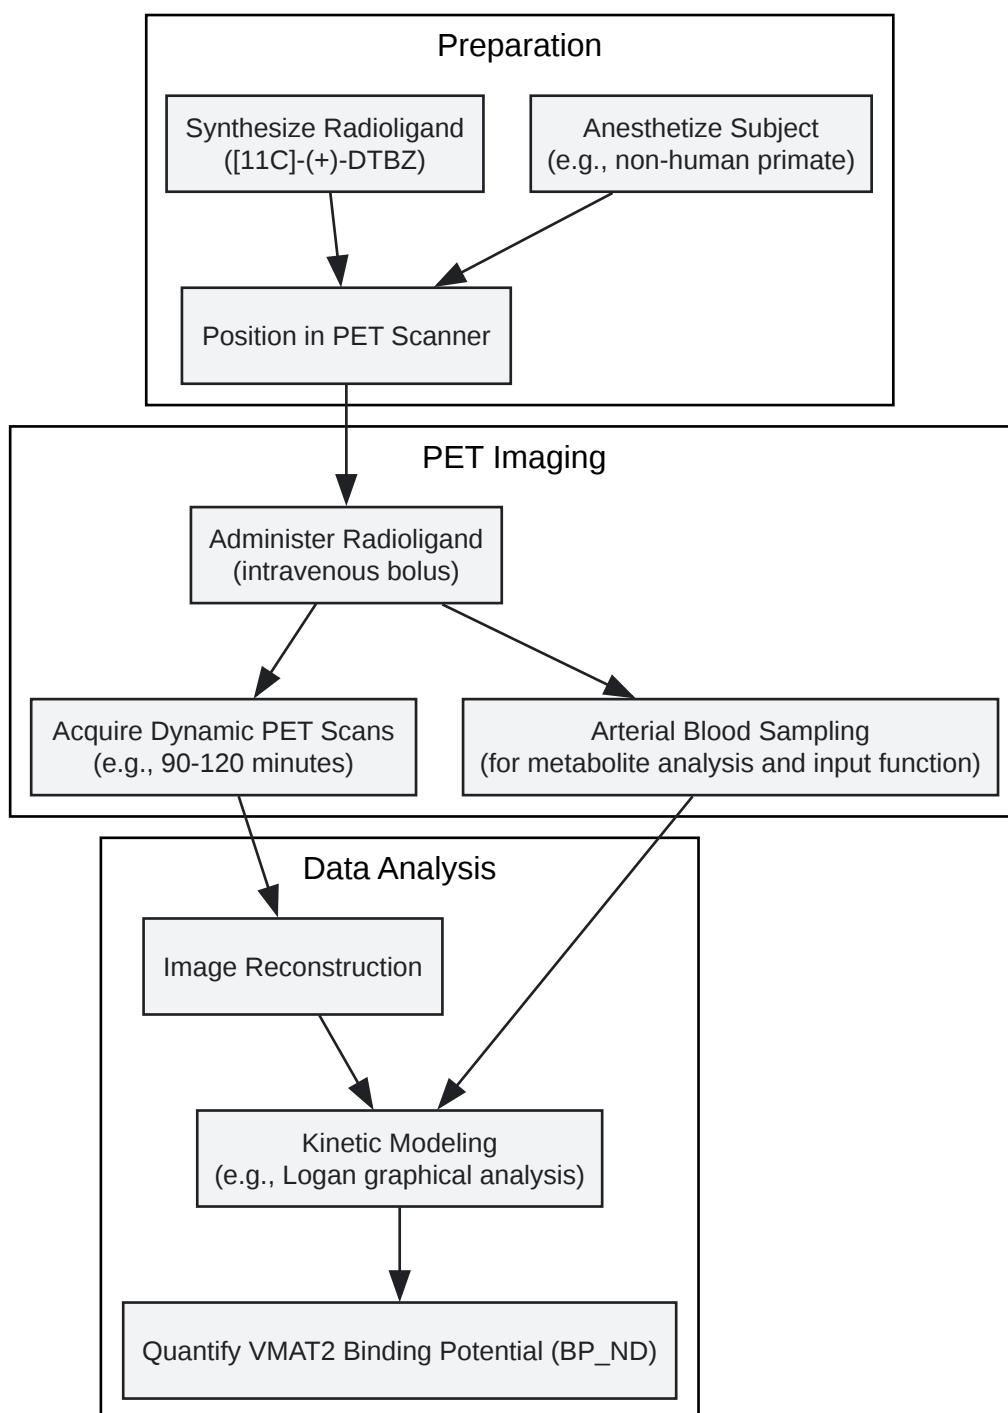 Preparation
Synthesize Radioligand
([11C]-(+)-DTBZ)
Anesthetize Subject
(e.g., non-human primate)
Position in PET Scanner
PET Imaging
Administer Radioligand
(intravenous bolus)
Acquire Dynamic PET Scans
(e.g., 90-120 minutes)
Arterial Blood Sampling
(for metabolite analysis and input function)
Data Analysis
Image Reconstruction
Kinetic Modeling
(e.g., Logan graphical analysis)
Quantify VMAT2 Binding Potential (BP_ND)